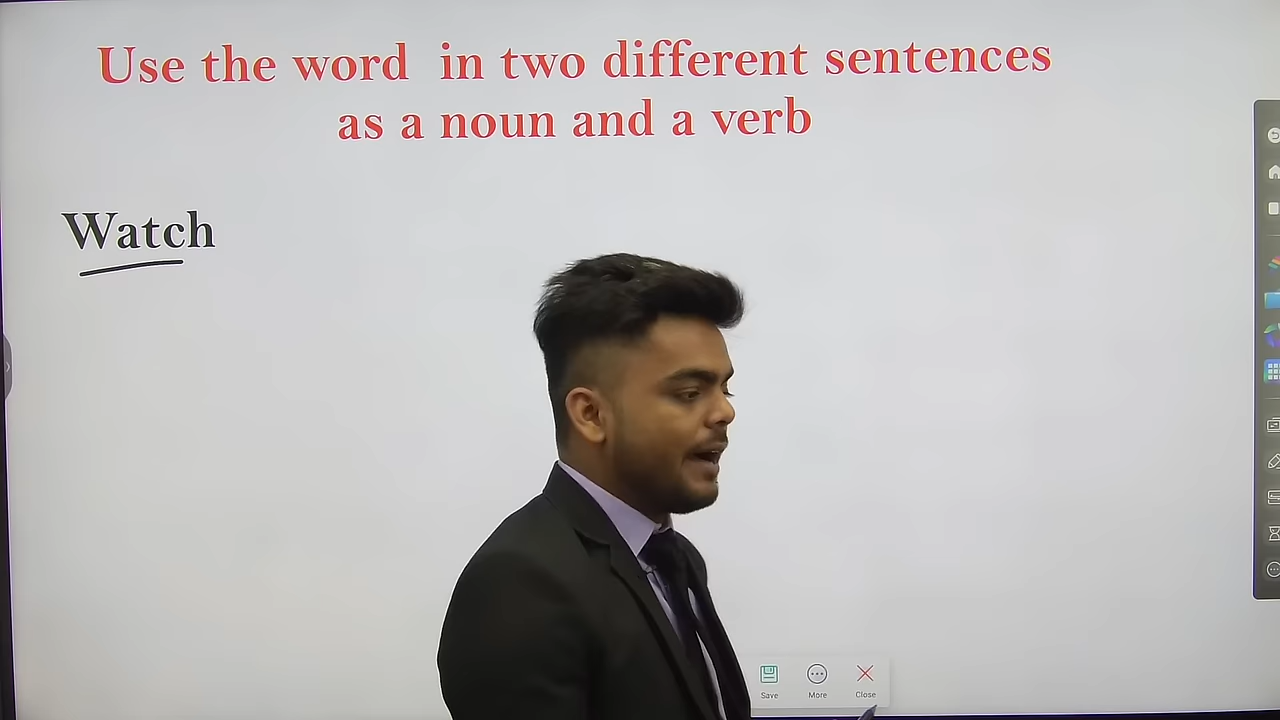 Use the word in two different sentences
as a noun and a verb
Watch
Save More Close